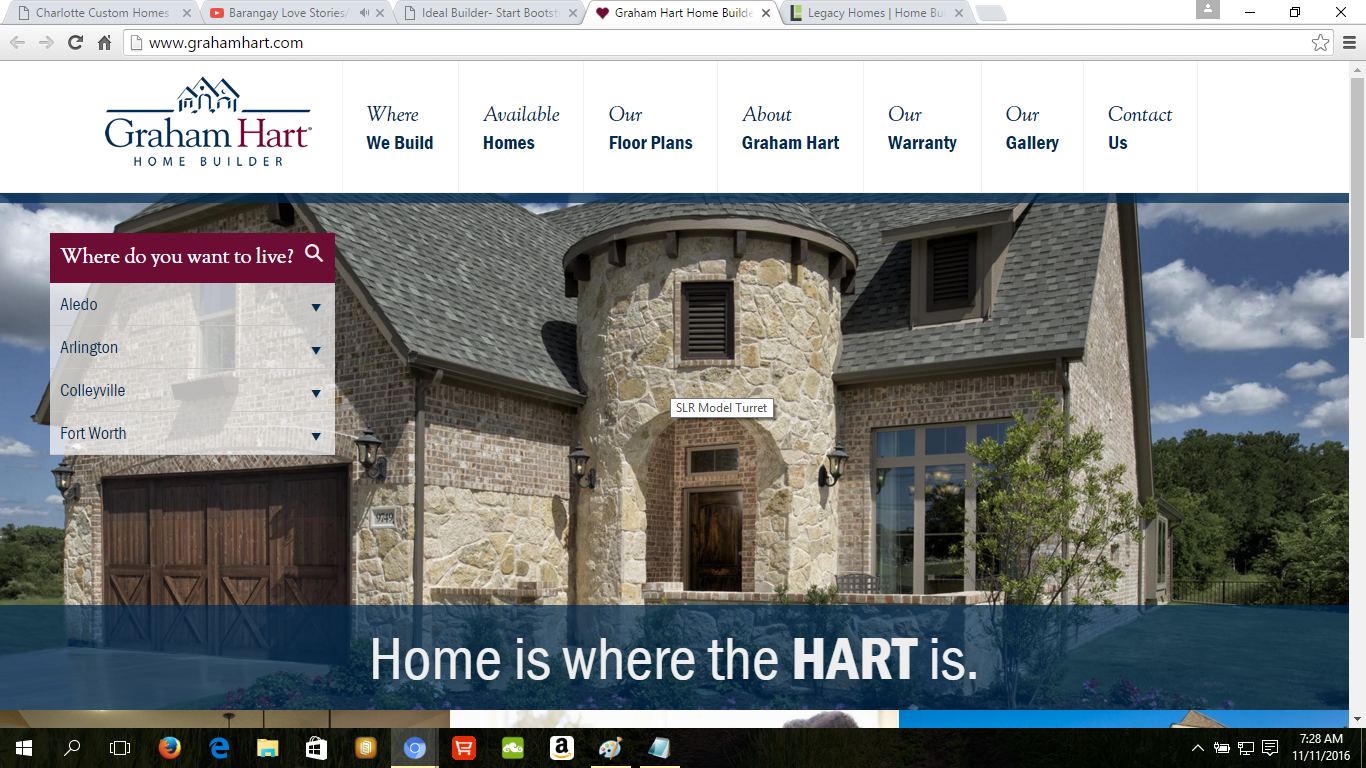 Charlotte Custom Homes
Barangay Love Stories/
Ideal Builder- Start Bootst
Graham Hart Home Builde
Legacy Homes | Home Bui
www.grahamhart.com
Graham Hart®
HOME BUILDER
Where
We Build
Available
Homes
Our
Floor Plans
About
Graham Hart
Our
Warranty
Our
Gallery
Contact
Us
Where do you want to live?
Aledo
Arlington
Colleyville
Fort Worth
SLR Model Turret
9749
Home is where the HART is.
7:28 AM
11/11/2016